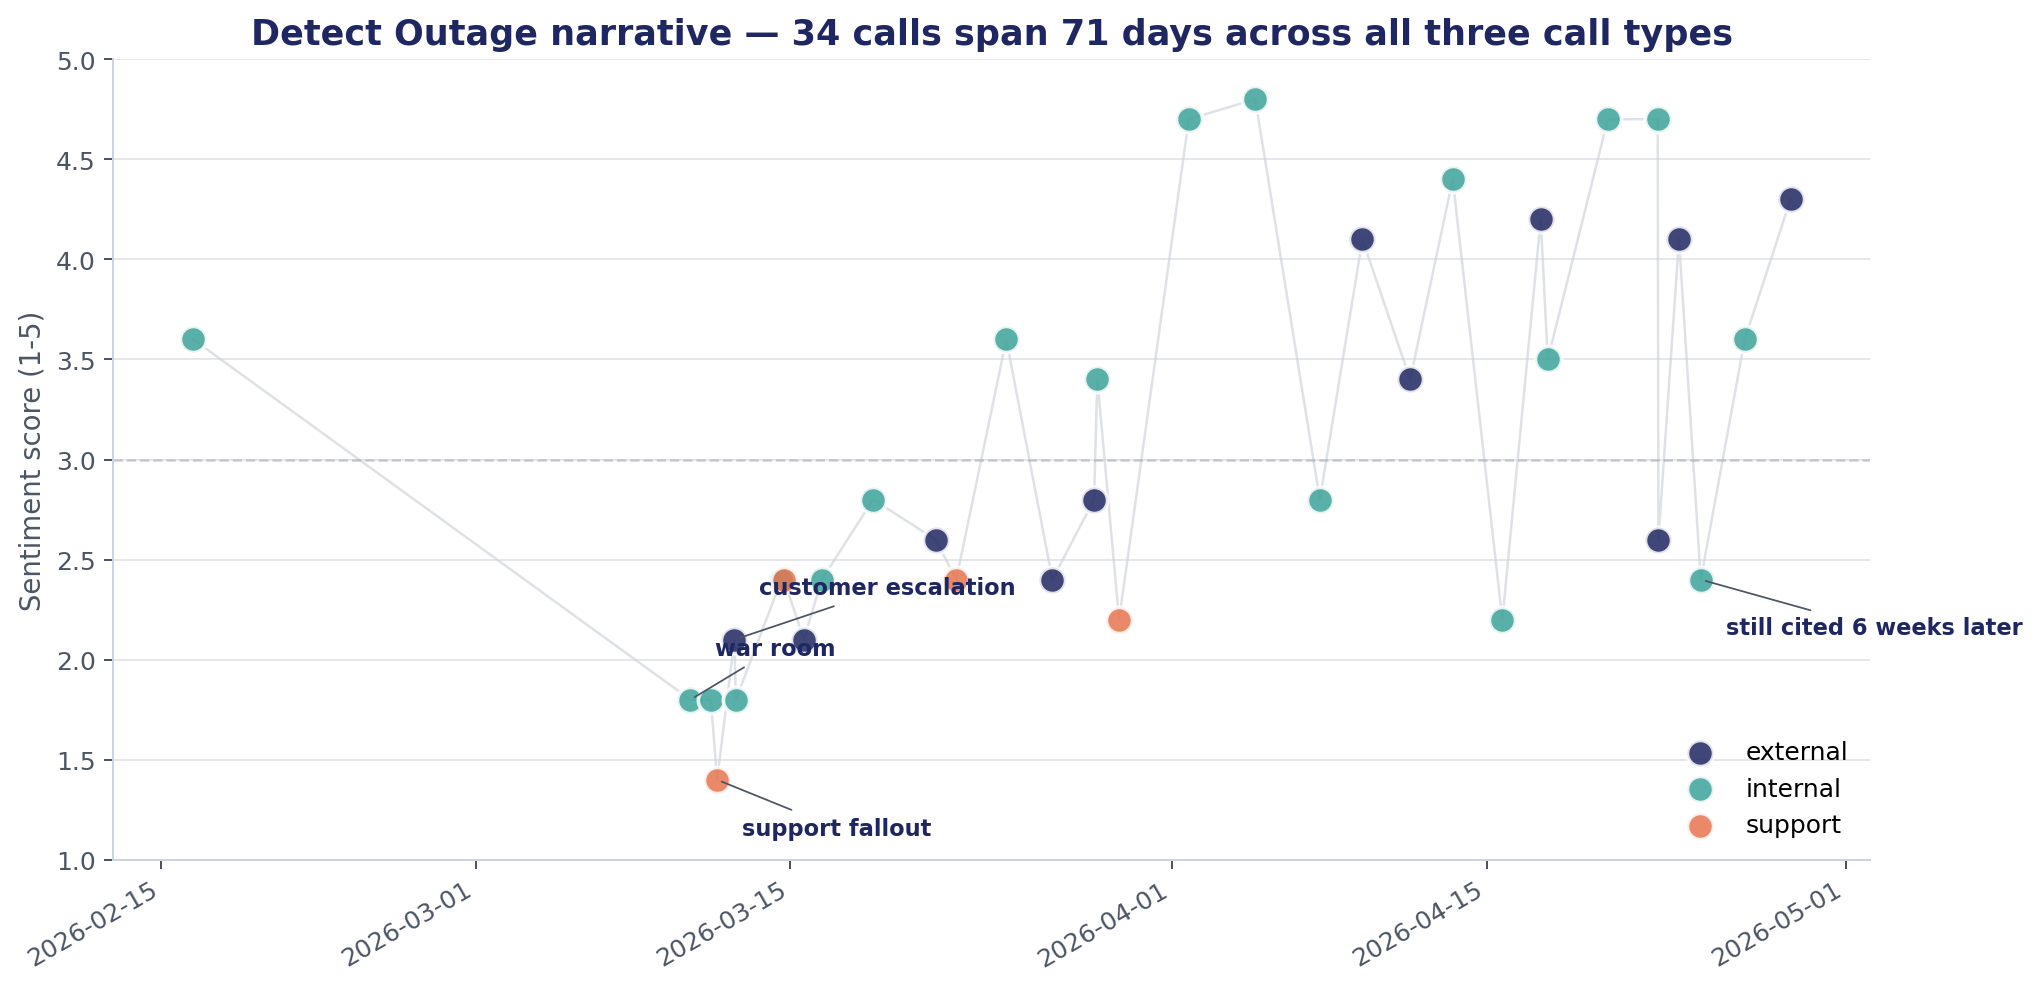 Detect Outage narrative — 34 calls span 71 days across all three call types
Sentiment score (1-5)
5.0
4.5
4.0
3.5
3.0
2.5
2.0
1.5
1.0
customer escalation
war room
support fallout
still cited 6 weeks later
external
internal
support
2026-02-15
2026-03-01
2026-03-15
2026-04-01
2026-04-15
2026-05-01